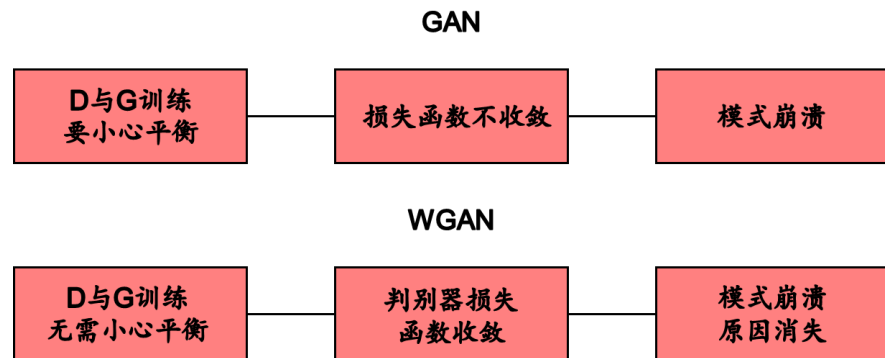 GAN
D与G训练
要小心平衡
损失函数不收敛
模式崩溃
WGAN
D与G训练
无需小心平衡
判别器损失
函数收敛
模式崩溃
原因消失